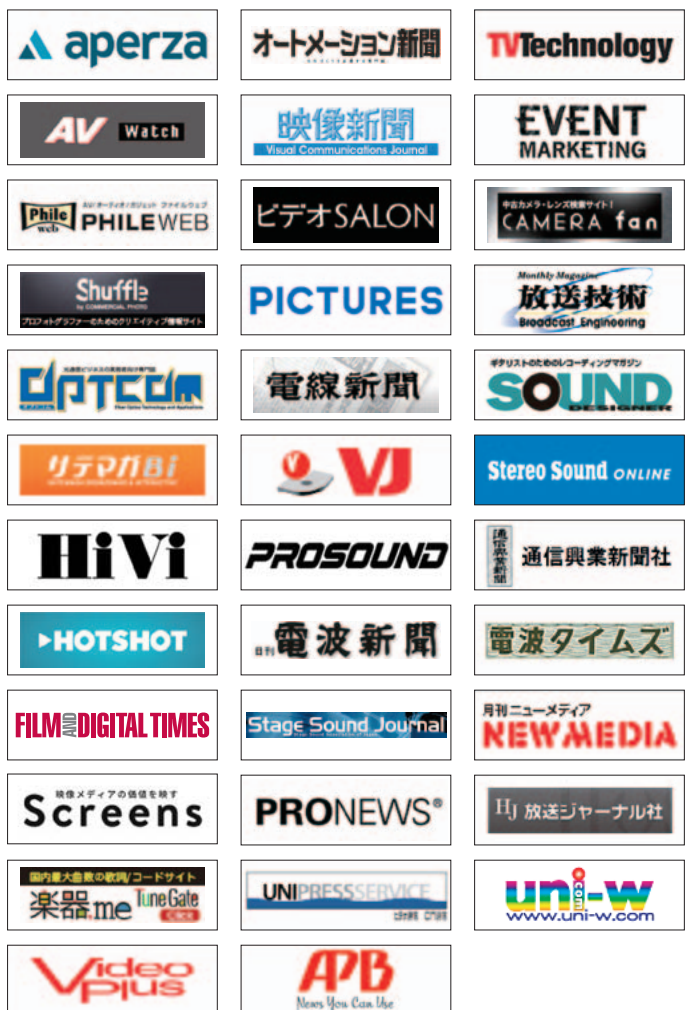 aperza
オートメーション新聞
TVTechnology
AV Watch
映像新聞
Visual Communications Journal
EVENT
MARKETING
AV/オーディオ/ガジェット ファイルウェブ
Phile
web
PHILEWEB
ビデオSALON
中古カメラ・レンズ検索サイト!
CAMERA fan
Shuffle
by COMMERCIAL PHOTO
プロフォトグラファーのためのクリエイティブ情報サイト
PICTURES
Monthly Magazine
放送技術
Broadcast Engineering
OPTCOM
Fiber Optics Technology and Applications
電線新聞
ギタリストのためのレコーディングマガジン
SOUND
DESIGNER
リテマガBi
V VJ
Stereo Sound ONLINE
HiVi
PROSOUND
通信興業新聞
通信興業新聞社
HOTSHOT
日刊 電波新聞
電波タイムズ
FILM AND DIGITAL TIMES
Stage Sound Journal
月刊ニューメディア
NEW MEDIA
映像メディアの価値を映す
Screens
PRONEWS®
HJ 放送ジャーナル社
国内最大曲数の歌詞/コードサイト
楽器.me TuneGate
Click
UNIPRESSSERVICE
uni-w
com
www.uni-w.com
Video
Plus
APB
News You Can Use